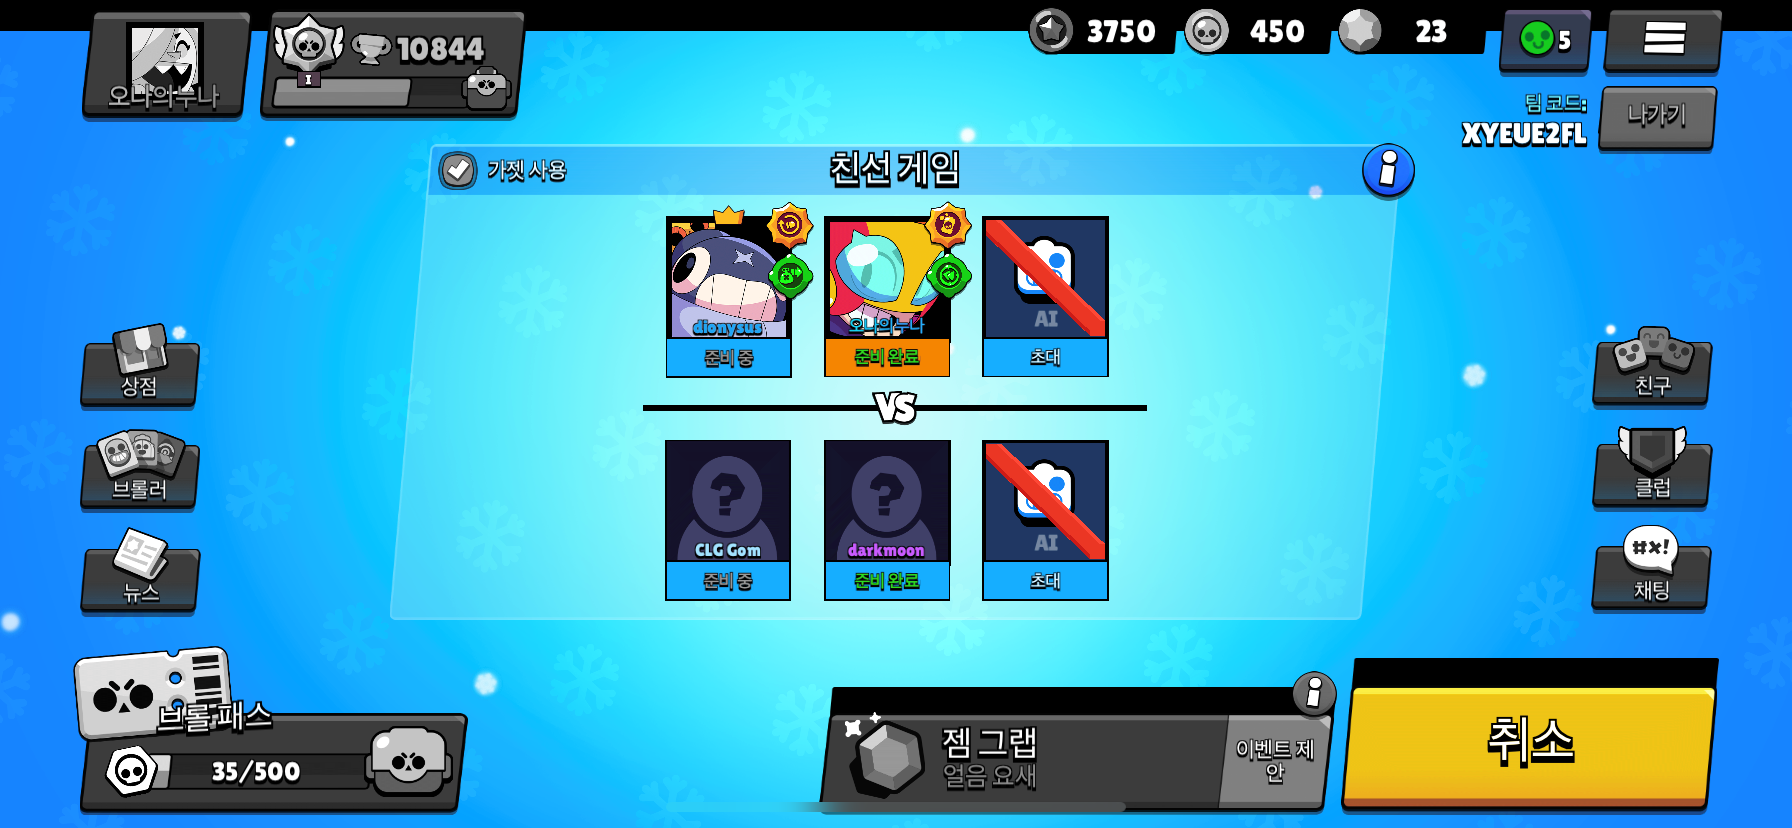 오나의누나
I
10844
3750
450
23
5
팀 코드:
XYEUE2FL
나가기
가젯 사용
친선 게임
dionysus
준비 중
오나의누나
준비 완료
AI
초대
VS
CLG Gom
준비 중
darkmoon
준비 완료
AI
초대
상점
브롤러
뉴스
친구
클럽
#x!
채팅
브롤 패스
35/500
젬 그랩
얼음 요새
이벤트 제
안
취소